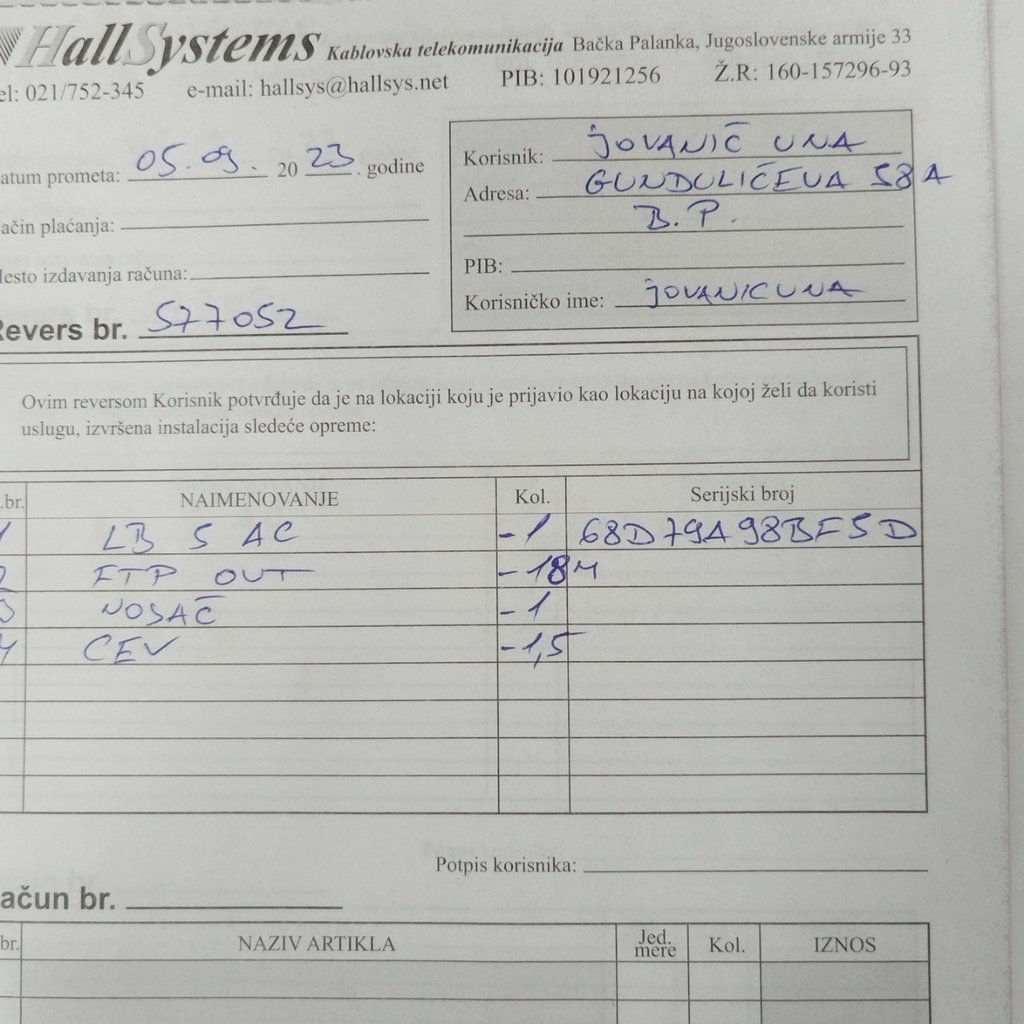 HallSystems Kablovska telekomunikacija Bačka Palanka, Jugoslovenske armije 33
el: 021/752-345 e-mail: hallsys@hallsys.net PIB: 101921256 Ž.R: 160-157296-93
atum prometa: 05.09. 20 23. godine
ačin plaćanja:
esto izdavanja računa:
Revers br. 577052
Korisnik: JOVANIĆ UNA
Adresa: GUNDULIĆEVA 58A
B.P.
PIB:
Korisničko ime: JOVANICUNA
Ovim reversom Korisnik potvrđuje da je na lokaciji koju je prijavio kao lokaciju na kojoj želi da koristi
uslugu, izvršena instalacija sledeće opreme:
.br. NAIMENOVANJE Kol. Serijski broj
1 LB 5 AC -1 68D79A98BF5D
2 FTP OUT -18M
3 NOSAČ -1
4 CEV -1,5
Potpis korisnika:
ačun br.
br. NAZIV ARTIKLA Jed. mere Kol. IZNOS